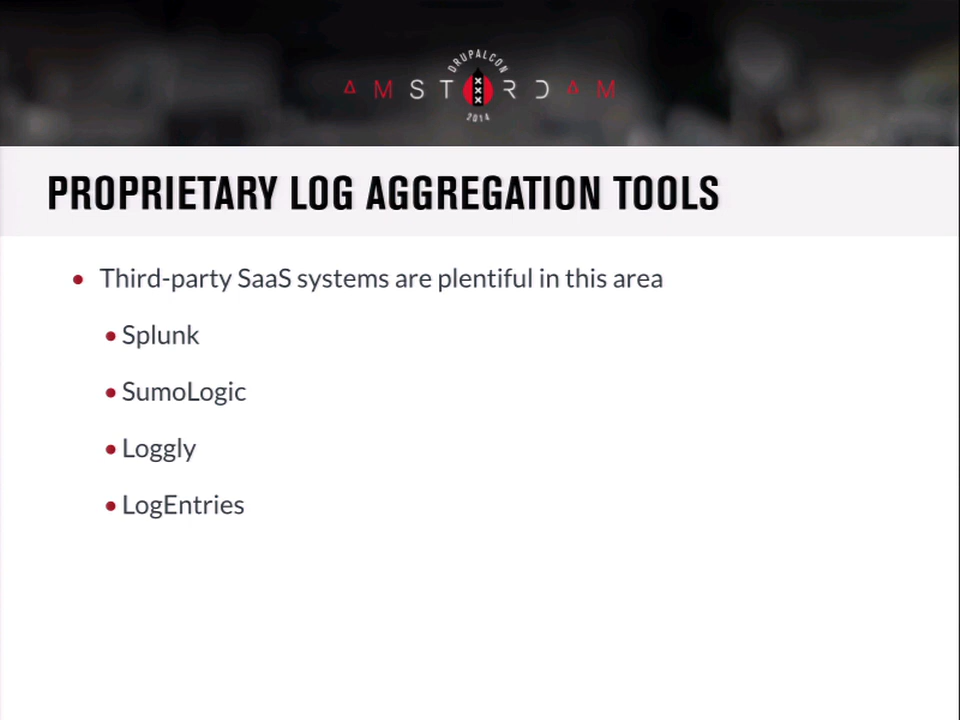 DRUPALCON
AMSTERDAM
2014
PROPRIETARY LOG AGGREGATION TOOLS
• Third-party SaaS systems are plentiful in this area
• Splunk
• SumoLogic
• Loggly
• LogEntries